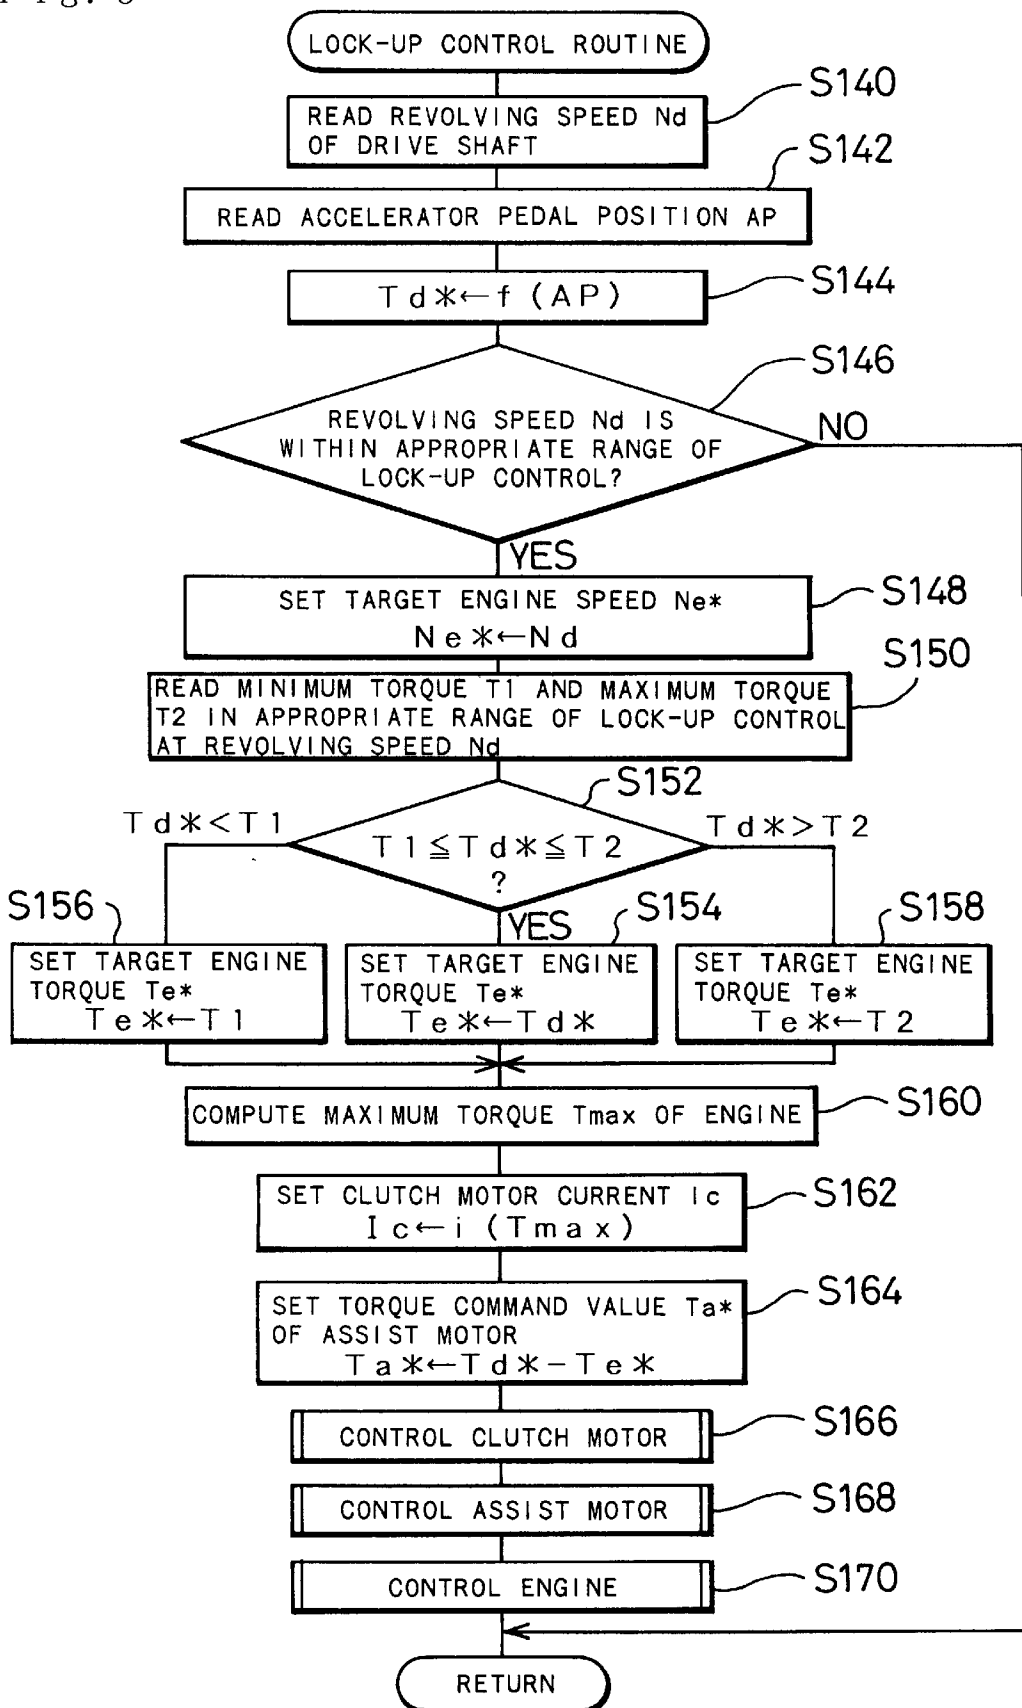 LOCK-UP CONTROL ROUTINE
S140
READ REVOLVING SPEED Nd
OF DRIVE SHAFT
S142
READ ACCELERATOR PEDAL POSITION AP
S144
Td*←f (AP)
S146
REVOLVING SPEED Nd IS
WITHIN APPROPRIATE RANGE OF
LOCK-UP CONTROL?
NO
YES
S148
SET TARGET ENGINE SPEED Ne*
Ne*←Nd
S150
READ MINIMUM TORQUE T1 AND MAXIMUM TORQUE
T2 IN APPROPRIATE RANGE OF LOCK-UP CONTROL
AT REVOLVING SPEED Nd
S152
Td*<T1
T1≦Td*≦T2
?
Td*>T2
YES
S156
SET TARGET ENGINE
TORQUE Te*
Te*←T1
S154
SET TARGET ENGINE
TORQUE Te*
Te*←Td*
S158
SET TARGET ENGINE
TORQUE Te*
Te*←T2
S160
COMPUTE MAXIMUM TORQUE Tmax OF ENGINE
S162
SET CLUTCH MOTOR CURRENT Ic
Ic←i (Tmax)
S164
SET TORQUE COMMAND VALUE Ta*
OF ASSIST MOTOR
Ta*←Td*-Te*
S166
CONTROL CLUTCH MOTOR
S168
CONTROL ASSIST MOTOR
S170
CONTROL ENGINE
RETURN